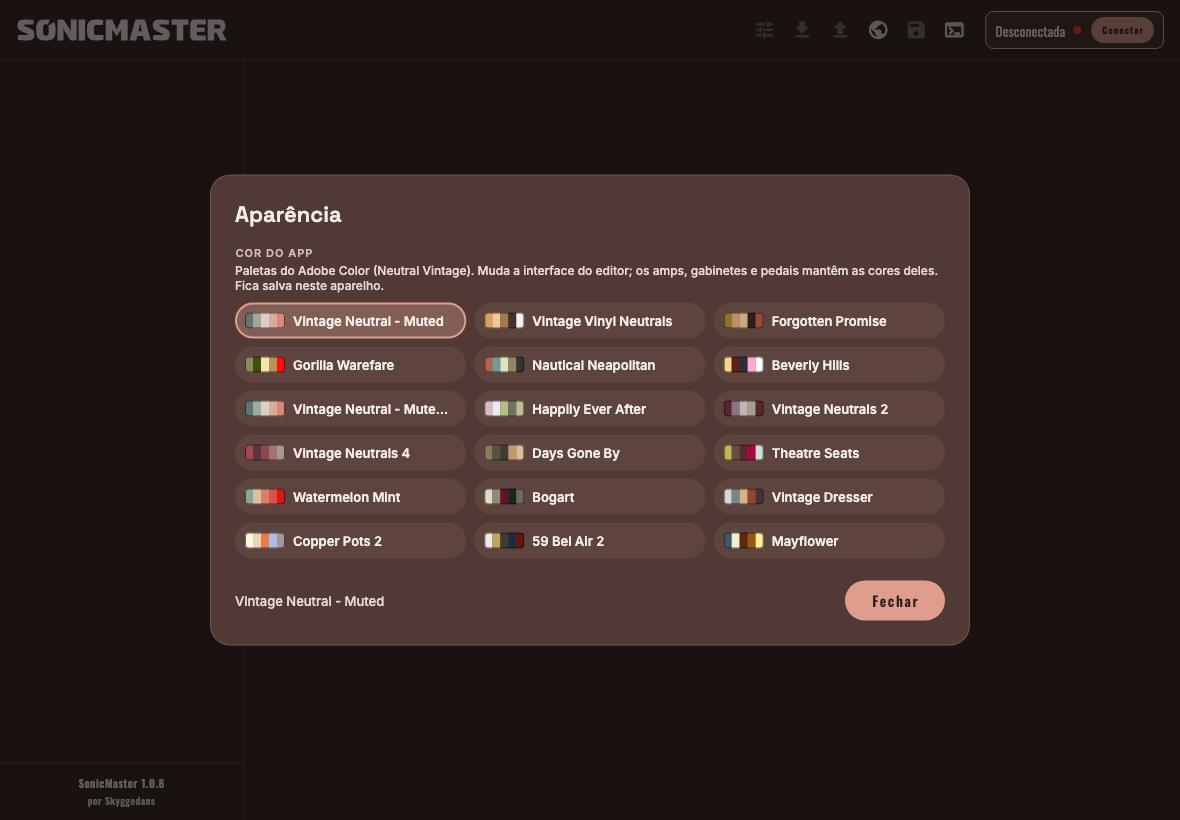 SONICMASTER
Desconectada
Conectar
Aparência
COR DO APP
Paletas do Adobe Color (Neutral Vintage). Muda a interface do editor; os amps, gabinetes e pedais mantêm as cores deles.
Fica salva neste aparelho.
Vintage Neutral - Muted
Vintage Vinyl Neutrals
Forgotten Promise
Gorilla Warefare
Nautical Neapolitan
Beverly Hills
Vintage Neutral - Mute...
Happily Ever After
Vintage Neutrals 2
Vintage Neutrals 4
Days Gone By
Theatre Seats
Watermelon Mint
Bogart
Vintage Dresser
Copper Pots 2
59 Bel Air 2
Mayflower
Vintage Neutral - Muted
Fechar
SonicMaster 1.0.8
por Skyggedans